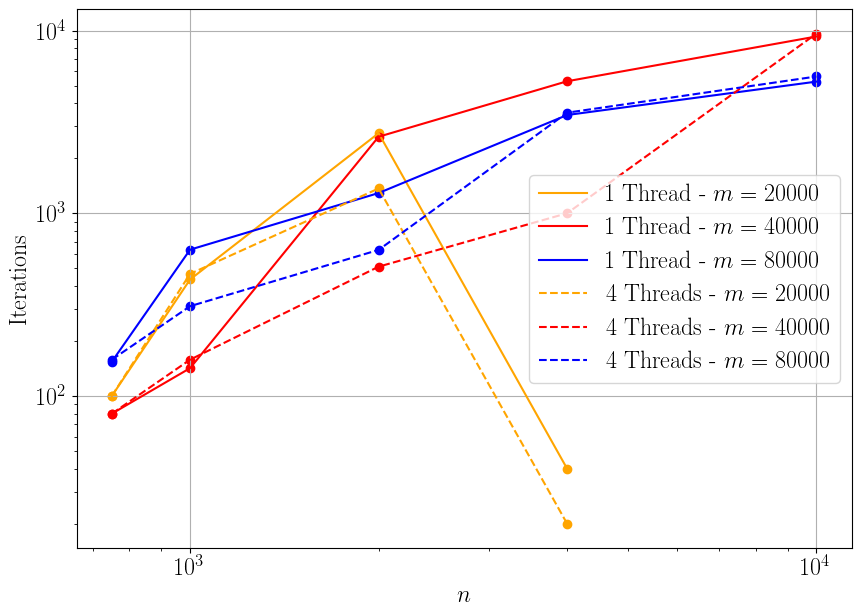 10^4
10^3
10^2
Iterations
1 Thread - m = 20000
1 Thread - m = 40000
1 Thread - m = 80000
4 Threads - m = 20000
4 Threads - m = 40000
4 Threads - m = 80000
10^3
10^4
n